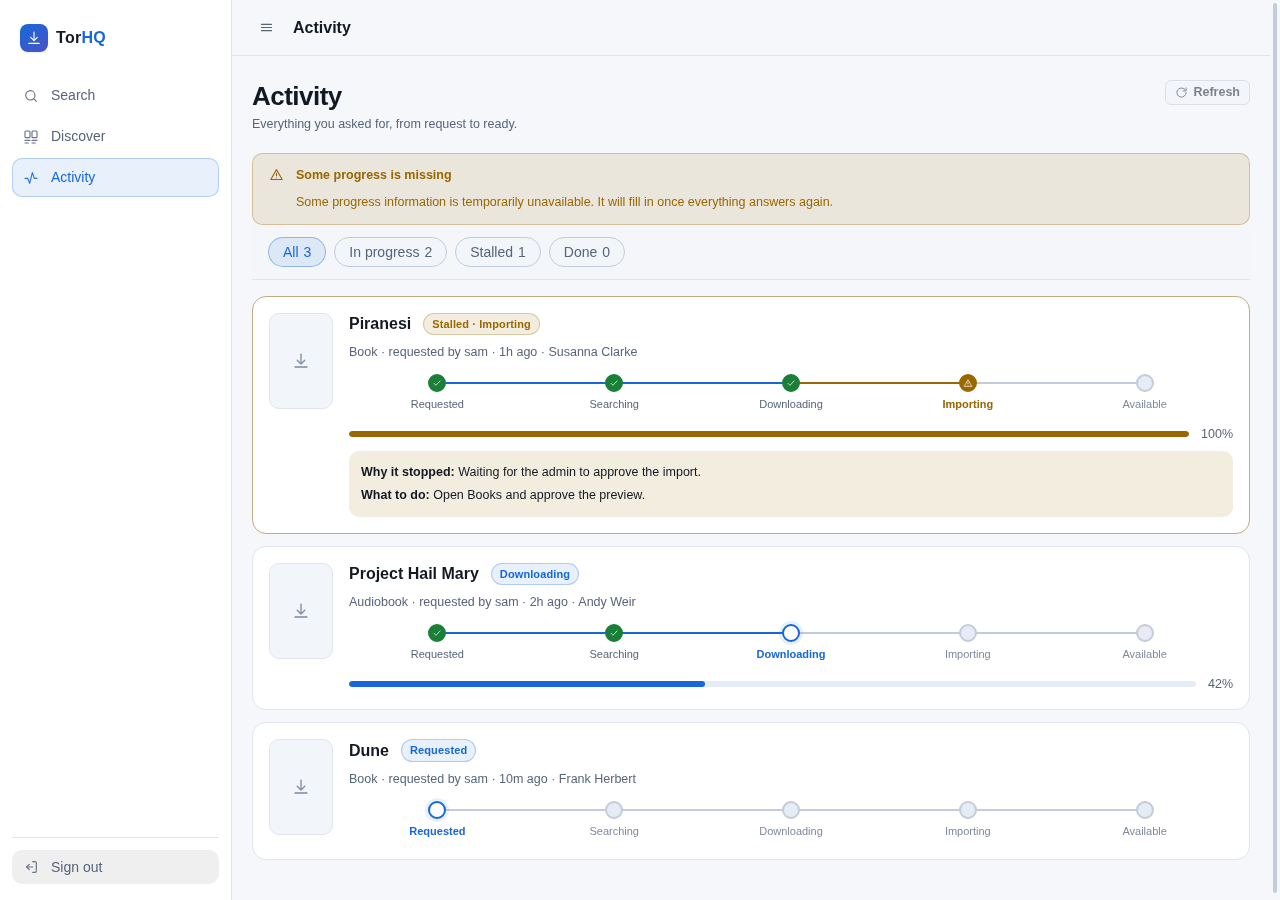 TorHQ
Search
Discover
Activity
Sign out
Activity
Activity
Refresh
Everything you asked for, from request to ready.
Some progress is missing
Some progress information is temporarily unavailable. It will fill in once everything answers again.
All 3
In progress 2
Stalled 1
Done 0
Piranesi
Stalled · Importing
Book · requested by sam · 1h ago · Susanna Clarke
Requested
Searching
Downloading
Importing
Available
100%
Why it stopped: Waiting for the admin to approve the import.
What to do: Open Books and approve the preview.
Project Hail Mary
Downloading
Audiobook · requested by sam · 2h ago · Andy Weir
Requested
Searching
Downloading
Importing
Available
42%
Dune
Requested
Book · requested by sam · 10m ago · Frank Herbert
Requested
Searching
Downloading
Importing
Available